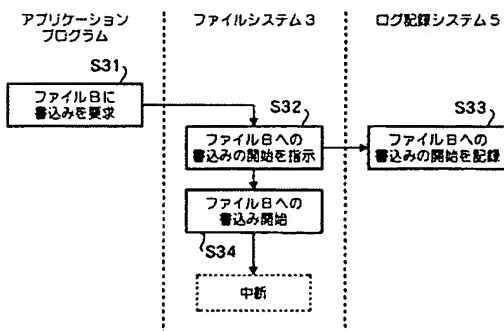 アプリケーション
プログラム
ファイルシステム3
ログ記録システム5
S31
ファイルBに
書込みを要求
S32
ファイルBへの
書込みの開始を指示
S33
ファイルBへの
書込みの開始を記録
ファイルBへの
書込み開始
S34
中断